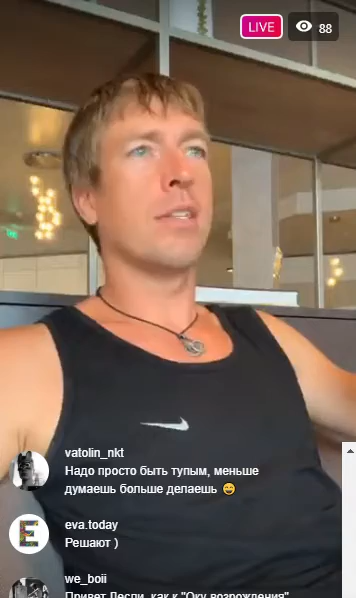 LIVE 88
vatolin_nkt
Надо просто быть тупым, меньше
думаешь больше делаешь 😅
eva.today
Решают )
we_boii
Привет Лесли, как к "Оку возрождения"